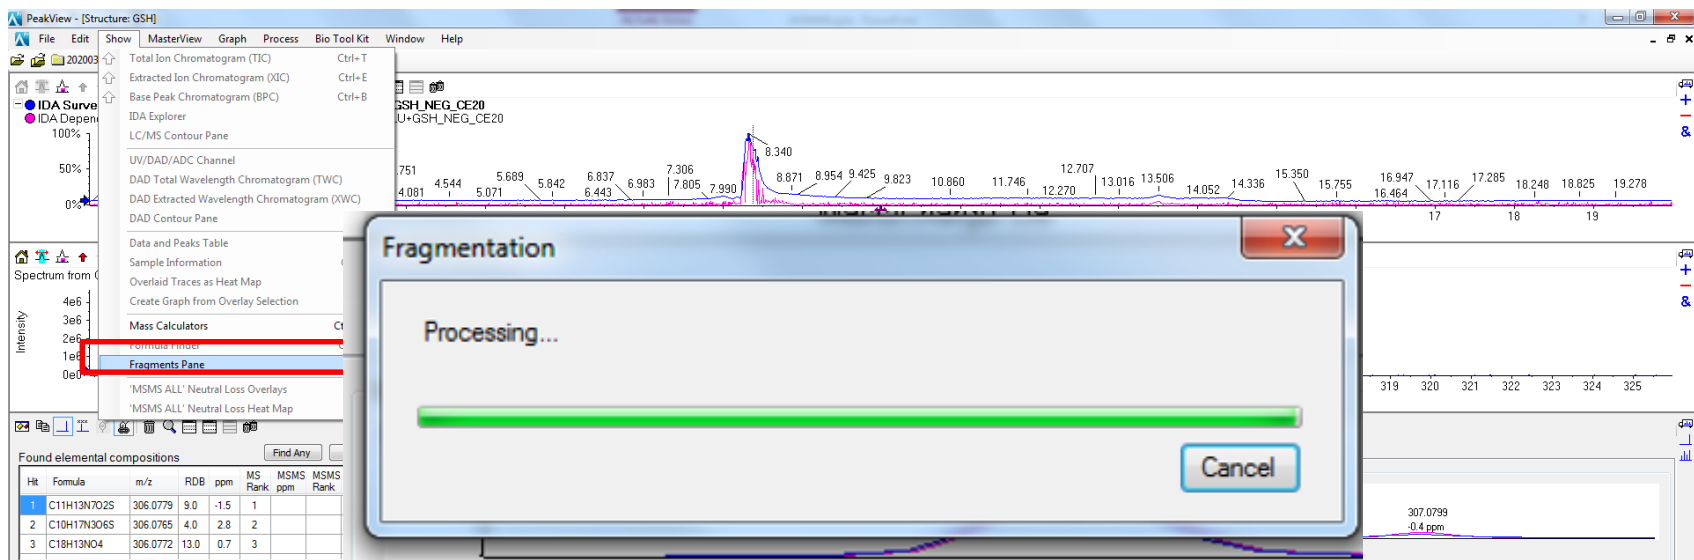 PeakView - [Structure: GSH]
File Edit Show MasterView Graph Process Bio Tool Kit Window Help
202003
Total Ion Chromatogram (TIC) Ctrl+T
Extracted Ion Chromatogram (XIC) Ctrl+E
Base Peak Chromatogram (BPC) Ctrl+B
IDA Explorer
LC/MS Contour Pane
UV/DAD/ADC Channel
DAD Total Wavelength Chromatogram (TWC)
DAD Extracted Wavelength Chromatogram (XWC)
DAD Contour Pane
Data and Peaks Table
Sample Information
Overlaid Traces as Heat Map
Create Graph from Overlay Selection
Mass Calculators Ct
Formula Finder
Fragments Pane
'MSMS ALL' Neutral Loss Overlays
'MSMS ALL' Neutral Loss Heat Map
IDA Surve
GSH_NEG_CE20
IDA Depen
U+GSH_NEG_CE20
100%
50%
0%
.751 4.081 4.544 5.071 5.689 5.842 6.443 6.837 6.983 7.306 7.805 7.990 8.340 8.871 8.954 9.425 9.823 10.860 11.746 12.270 12.707 13.016 13.506 14.052 14.336 15.350 15.755 16.464 16.947 17.116 17.285 18.248 18.825 19.278
17 18 19
Spectrum from
Intensity
4e6
3e6
2e6
1e6
0e0
319 320 321 322 323 324 325
Fragmentation
Processing...
Cancel
Found elemental compositions Find Any
Hit Formula m/z RDB ppm MS Rank MSMS ppm MSMS Rank
1 C11H13N7O2S 306.0779 9.0 -1.5 1
2 C10H17N3O6S 306.0765 4.0 2.8 2
3 C18H13NO4 306.0772 13.0 0.7 3
307.0799
-0.4 ppm